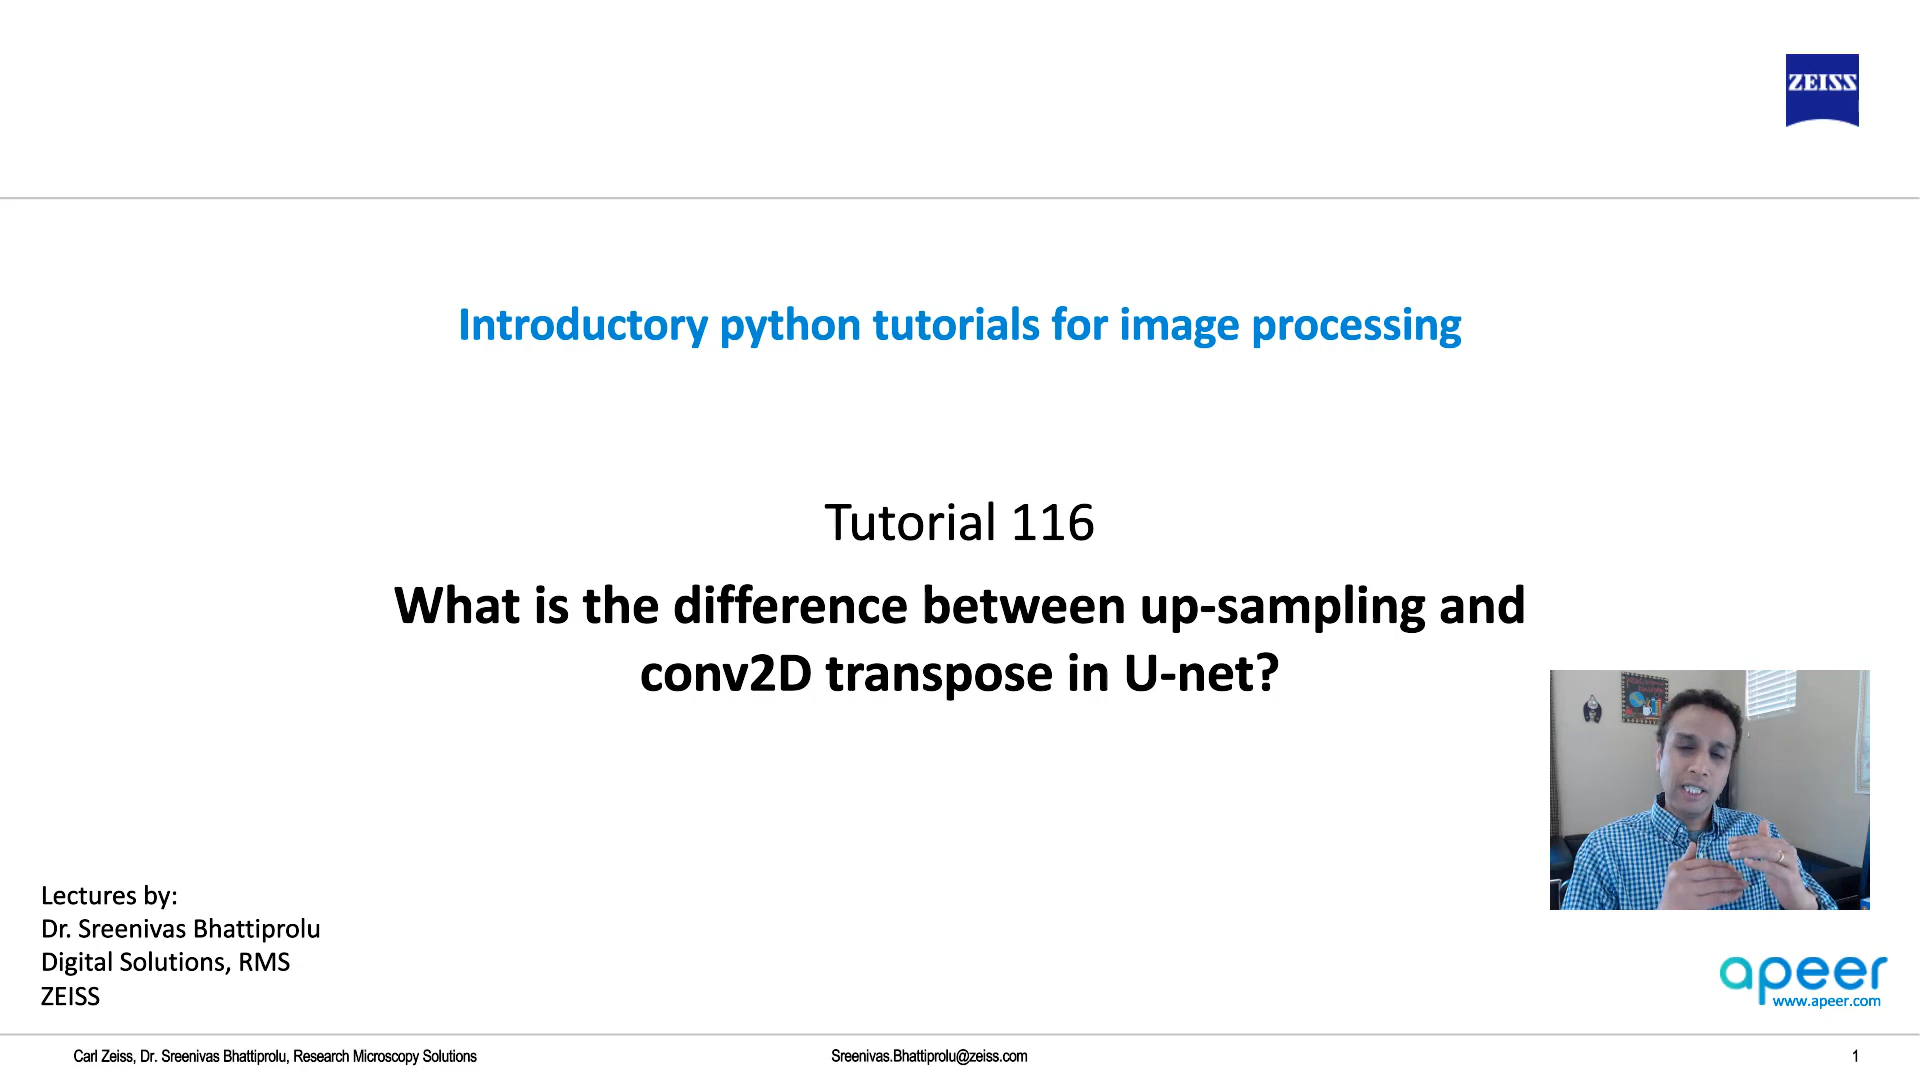 ZEISS
Introductory python tutorials for image processing
Tutorial 116
What is the difference between up-sampling and
conv2D transpose in U-net?
Lectures by:
Dr. Sreenivas Bhattiprolu
Digital Solutions, RMS
ZEISS
apeer
www.apeer.com
Carl Zeiss, Dr. Sreenivas Bhattiprolu, Research Microscopy Solutions
Sreenivas.Bhattiprolu@zeiss.com
1